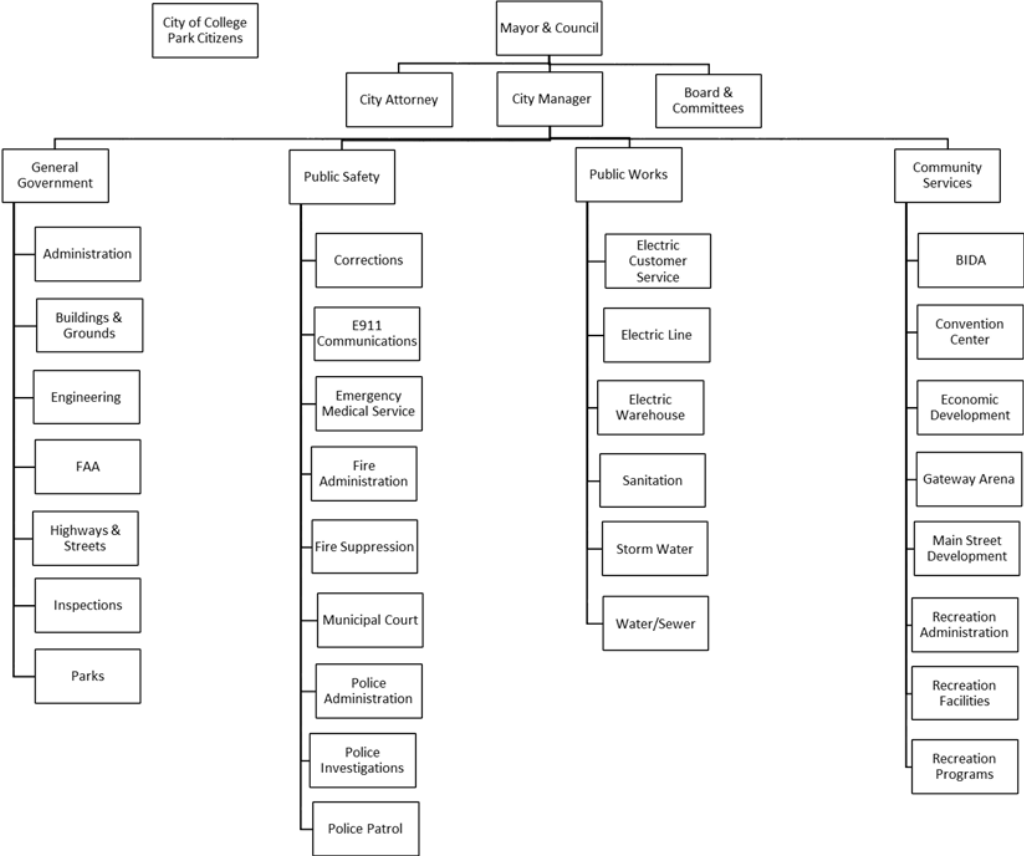 City of College
Park Citizens
Mayor & Council
City Attorney
City Manager
Board &
Committees
General
Government
Public Safety
Public Works
Community
Services
Administration
Buildings &
Grounds
Engineering
FAA
Highways &
Streets
Inspections
Parks
Corrections
E911
Communications
Emergency
Medical Service
Fire
Administration
Fire Suppression
Municipal Court
Police
Administration
Police
Investigations
Police Patrol
Electric
Customer
Service
Electric Line
Electric
Warehouse
Sanitation
Storm Water
Water/Sewer
BIDA
Convention
Center
Economic
Development
Gateway Arena
Main Street
Development
Recreation
Administration
Recreation
Facilities
Recreation
Programs